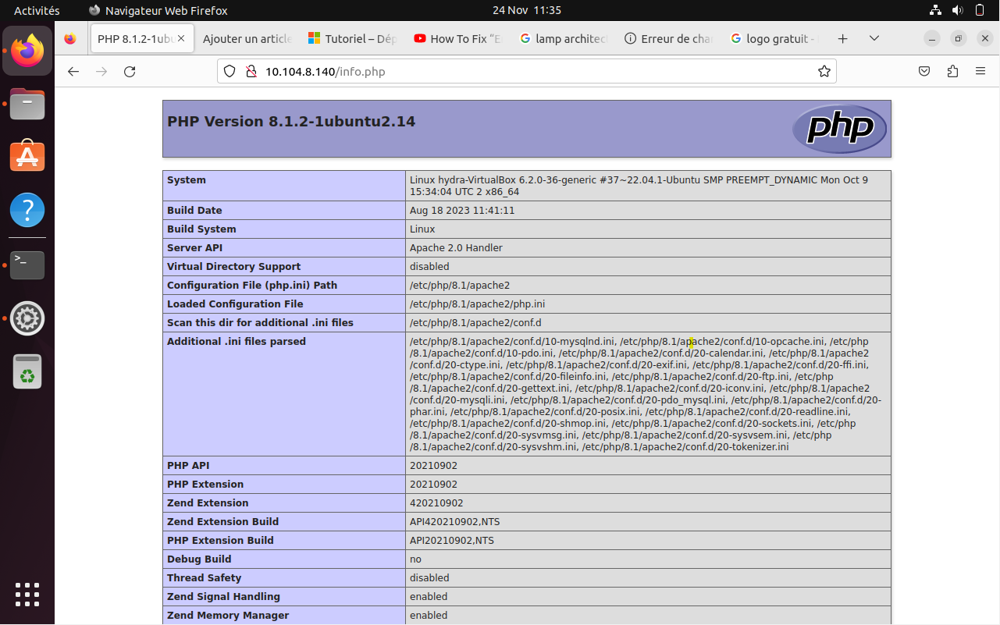 Activités
Navigateur Web Firefox
24 Nov 11:35
PHP 8.1.2-1ubu
Ajouter un article
Tutoriel – Dép
How To Fix “E
lamp architec
Erreur de cha
logo gratuit -
10.104.8.140/info.php
PHP Version 8.1.2-1ubuntu2.14
php
System
Linux hydra-VirtualBox 6.2.0-36-generic #37~22.04.1-Ubuntu SMP PREEMPT_DYNAMIC Mon Oct 9
15:34:04 UTC 2 x86_64
Build Date
Aug 18 2023 11:41:11
Build System
Linux
Server API
Apache 2.0 Handler
Virtual Directory Support
disabled
Configuration File (php.ini) Path
/etc/php/8.1/apache2
Loaded Configuration File
/etc/php/8.1/apache2/php.ini
Scan this dir for additional .ini files
/etc/php/8.1/apache2/conf.d
Additional .ini files parsed
/etc/php/8.1/apache2/conf.d/10-mysqlnd.ini, /etc/php/8.1/apache2/conf.d/10-opcache.ini, /etc/php
/8.1/apache2/conf.d/10-pdo.ini, /etc/php/8.1/apache2/conf.d/20-calendar.ini, /etc/php/8.1/apache2
/conf.d/20-ctype.ini, /etc/php/8.1/apache2/conf.d/20-exif.ini, /etc/php/8.1/apache2/conf.d/20-ffi.ini,
/etc/php/8.1/apache2/conf.d/20-fileinfo.ini, /etc/php/8.1/apache2/conf.d/20-ftp.ini, /etc/php
/8.1/apache2/conf.d/20-gettext.ini, /etc/php/8.1/apache2/conf.d/20-iconv.ini, /etc/php/8.1/apache2
/conf.d/20-mysqli.ini, /etc/php/8.1/apache2/conf.d/20-pdo_mysql.ini, /etc/php/8.1/apache2/conf.d/20-
phar.ini, /etc/php/8.1/apache2/conf.d/20-posix.ini, /etc/php/8.1/apache2/conf.d/20-readline.ini,
/etc/php/8.1/apache2/conf.d/20-shmop.ini, /etc/php/8.1/apache2/conf.d/20-sockets.ini, /etc/php
/8.1/apache2/conf.d/20-sysvmsg.ini, /etc/php/8.1/apache2/conf.d/20-sysvsem.ini, /etc/php
/8.1/apache2/conf.d/20-sysvshm.ini, /etc/php/8.1/apache2/conf.d/20-tokenizer.ini
PHP API
20210902
PHP Extension
20210902
Zend Extension
420210902
Zend Extension Build
API420210902,NTS
PHP Extension Build
API20210902,NTS
Debug Build
no
Thread Safety
disabled
Zend Signal Handling
enabled
Zend Memory Manager
enabled